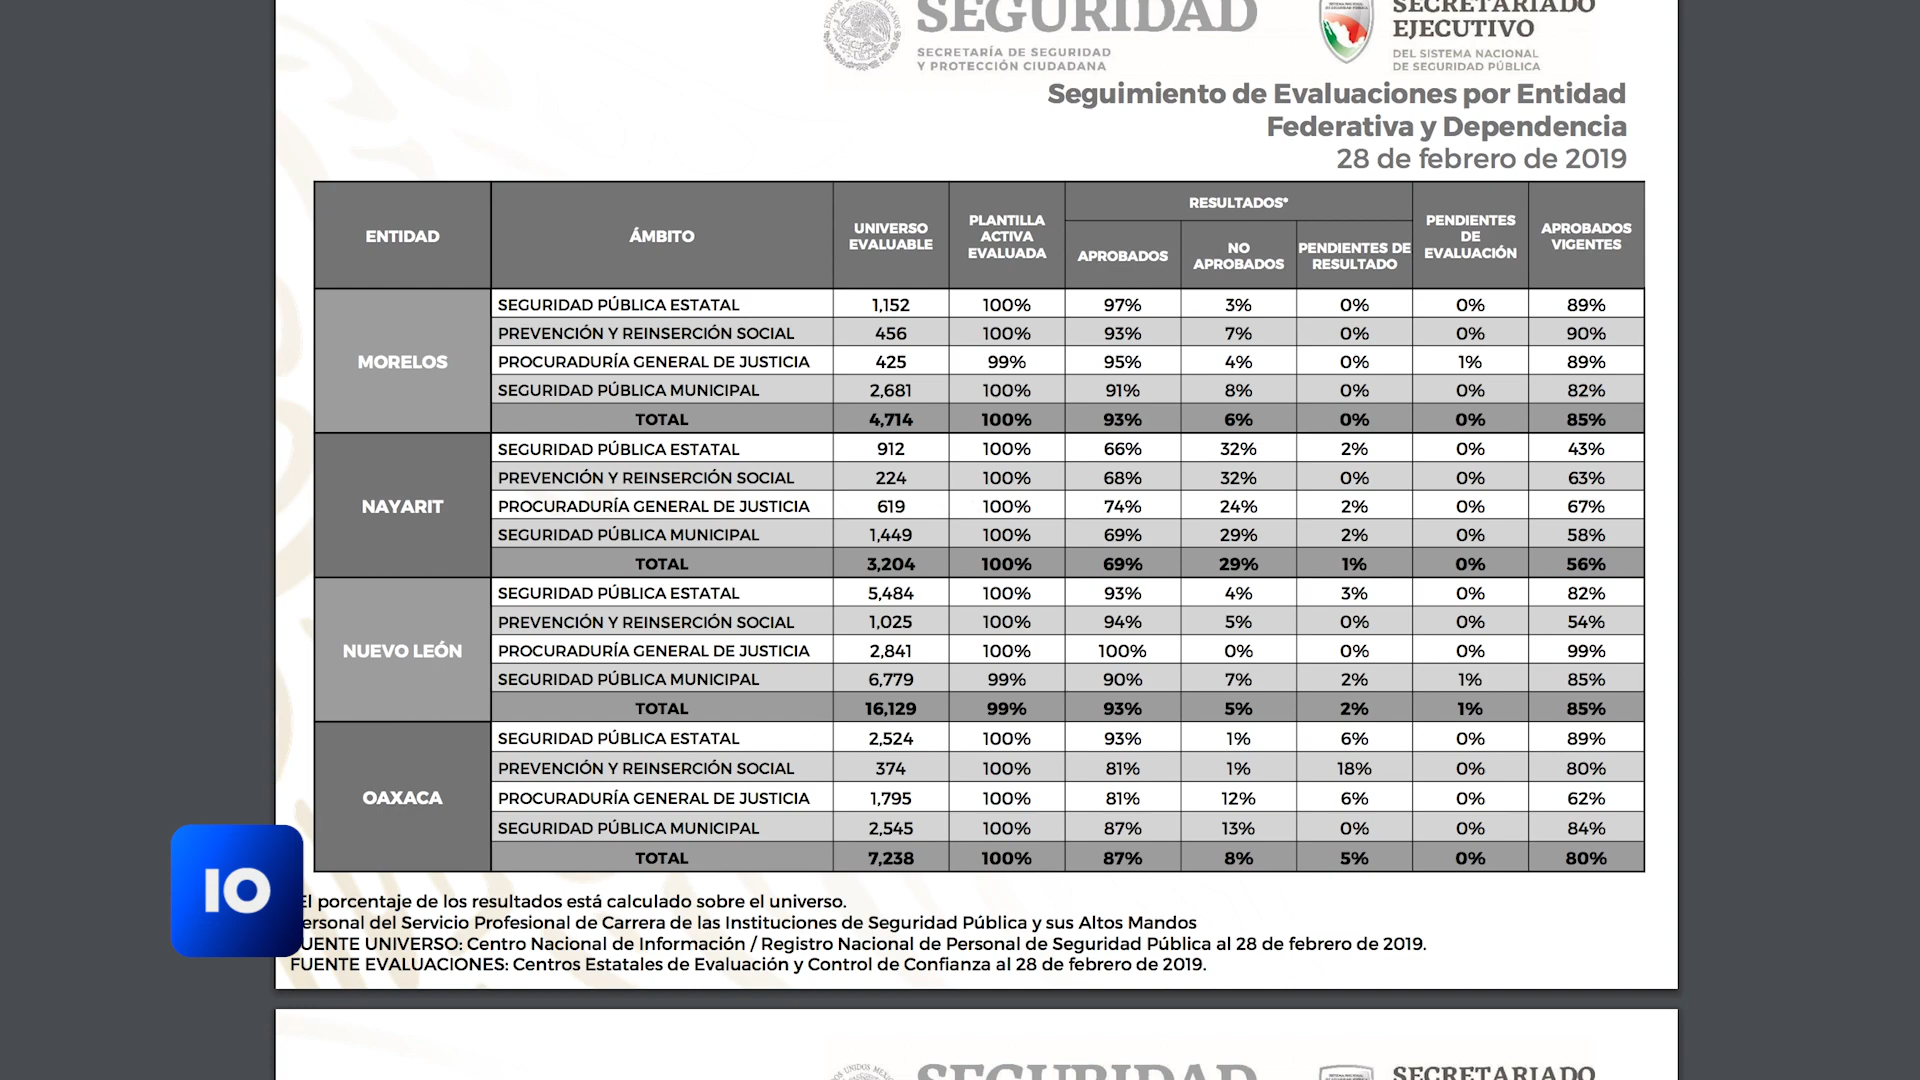 SEGURIDAD
SECRETARÍA DE SEGURIDAD
Y PROTECCIÓN CIUDADANA
SECRETARIADO
EJECUTIVO
DEL SISTEMA NACIONAL
DE SEGURIDAD PÚBLICA
Seguimiento de Evaluaciones por Entidad
Federativa y Dependencia
28 de febrero de 2019
ENTIDAD ÁMBITO UNIVERSO EVALUABLE PLANTILLA ACTIVA EVALUADA RESULTADOS* APROBADOS NO APROBADOS PENDIENTES DE RESULTADO PENDIENTES DE EVALUACIÓN APROBADOS VIGENTES
MORELOS
SEGURIDAD PÚBLICA ESTATAL 1,152 100% 97% 3% 0% 0% 89%
PREVENCIÓN Y REINSERCIÓN SOCIAL 456 100% 93% 7% 0% 0% 90%
PROCURADURÍA GENERAL DE JUSTICIA 425 99% 95% 4% 0% 1% 89%
SEGURIDAD PÚBLICA MUNICIPAL 2,681 100% 91% 8% 0% 0% 82%
TOTAL 4,714 100% 93% 6% 0% 0% 85%
NAYARIT
SEGURIDAD PÚBLICA ESTATAL 912 100% 66% 32% 2% 0% 43%
PREVENCIÓN Y REINSERCIÓN SOCIAL 224 100% 68% 32% 0% 0% 63%
PROCURADURÍA GENERAL DE JUSTICIA 619 100% 74% 24% 2% 0% 67%
SEGURIDAD PÚBLICA MUNICIPAL 1,449 100% 69% 29% 2% 0% 58%
TOTAL 3,204 100% 69% 29% 1% 0% 56%
NUEVO LEÓN
SEGURIDAD PÚBLICA ESTATAL 5,484 100% 93% 4% 3% 0% 82%
PREVENCIÓN Y REINSERCIÓN SOCIAL 1,025 100% 94% 5% 0% 0% 54%
PROCURADURÍA GENERAL DE JUSTICIA 2,841 100% 100% 0% 0% 0% 99%
SEGURIDAD PÚBLICA MUNICIPAL 6,779 99% 90% 7% 2% 1% 85%
TOTAL 16,129 99% 93% 5% 2% 1% 85%
OAXACA
SEGURIDAD PÚBLICA ESTATAL 2,524 100% 93% 1% 6% 0% 89%
PREVENCIÓN Y REINSERCIÓN SOCIAL 374 100% 81% 1% 18% 0% 80%
PROCURADURÍA GENERAL DE JUSTICIA 1,795 100% 81% 12% 6% 0% 62%
SEGURIDAD PÚBLICA MUNICIPAL 2,545 100% 87% 13% 0% 0% 84%
TOTAL 7,238 100% 87% 8% 5% 0% 80%
El porcentaje de los resultados está calculado sobre el universo.
ersonal del Servicio Profesional de Carrera de las Instituciones de Seguridad Pública y sus Altos Mandos
UENTE UNIVERSO: Centro Nacional de Información / Registro Nacional de Personal de Seguridad Pública al 28 de febrero de 2019.
FUENTE EVALUACIONES: Centros Estatales de Evaluación y Control de Confianza al 28 de febrero de 2019.
IO
SEGURIDAD
SECRETARIADO